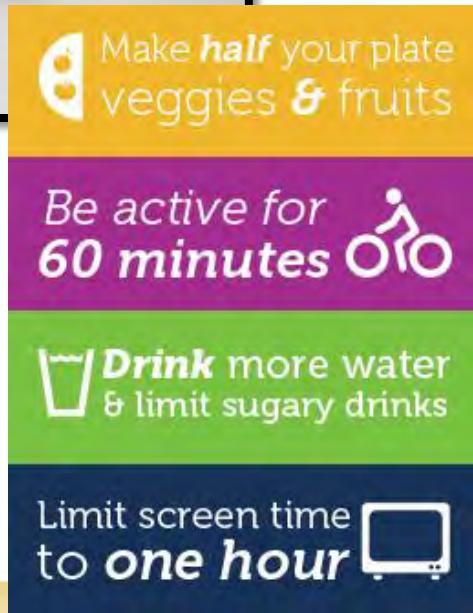 Make half your plate
veggies & fruits
Be active for
60 minutes
Drink more water
& limit sugary drinks
Limit screen time
to one hour